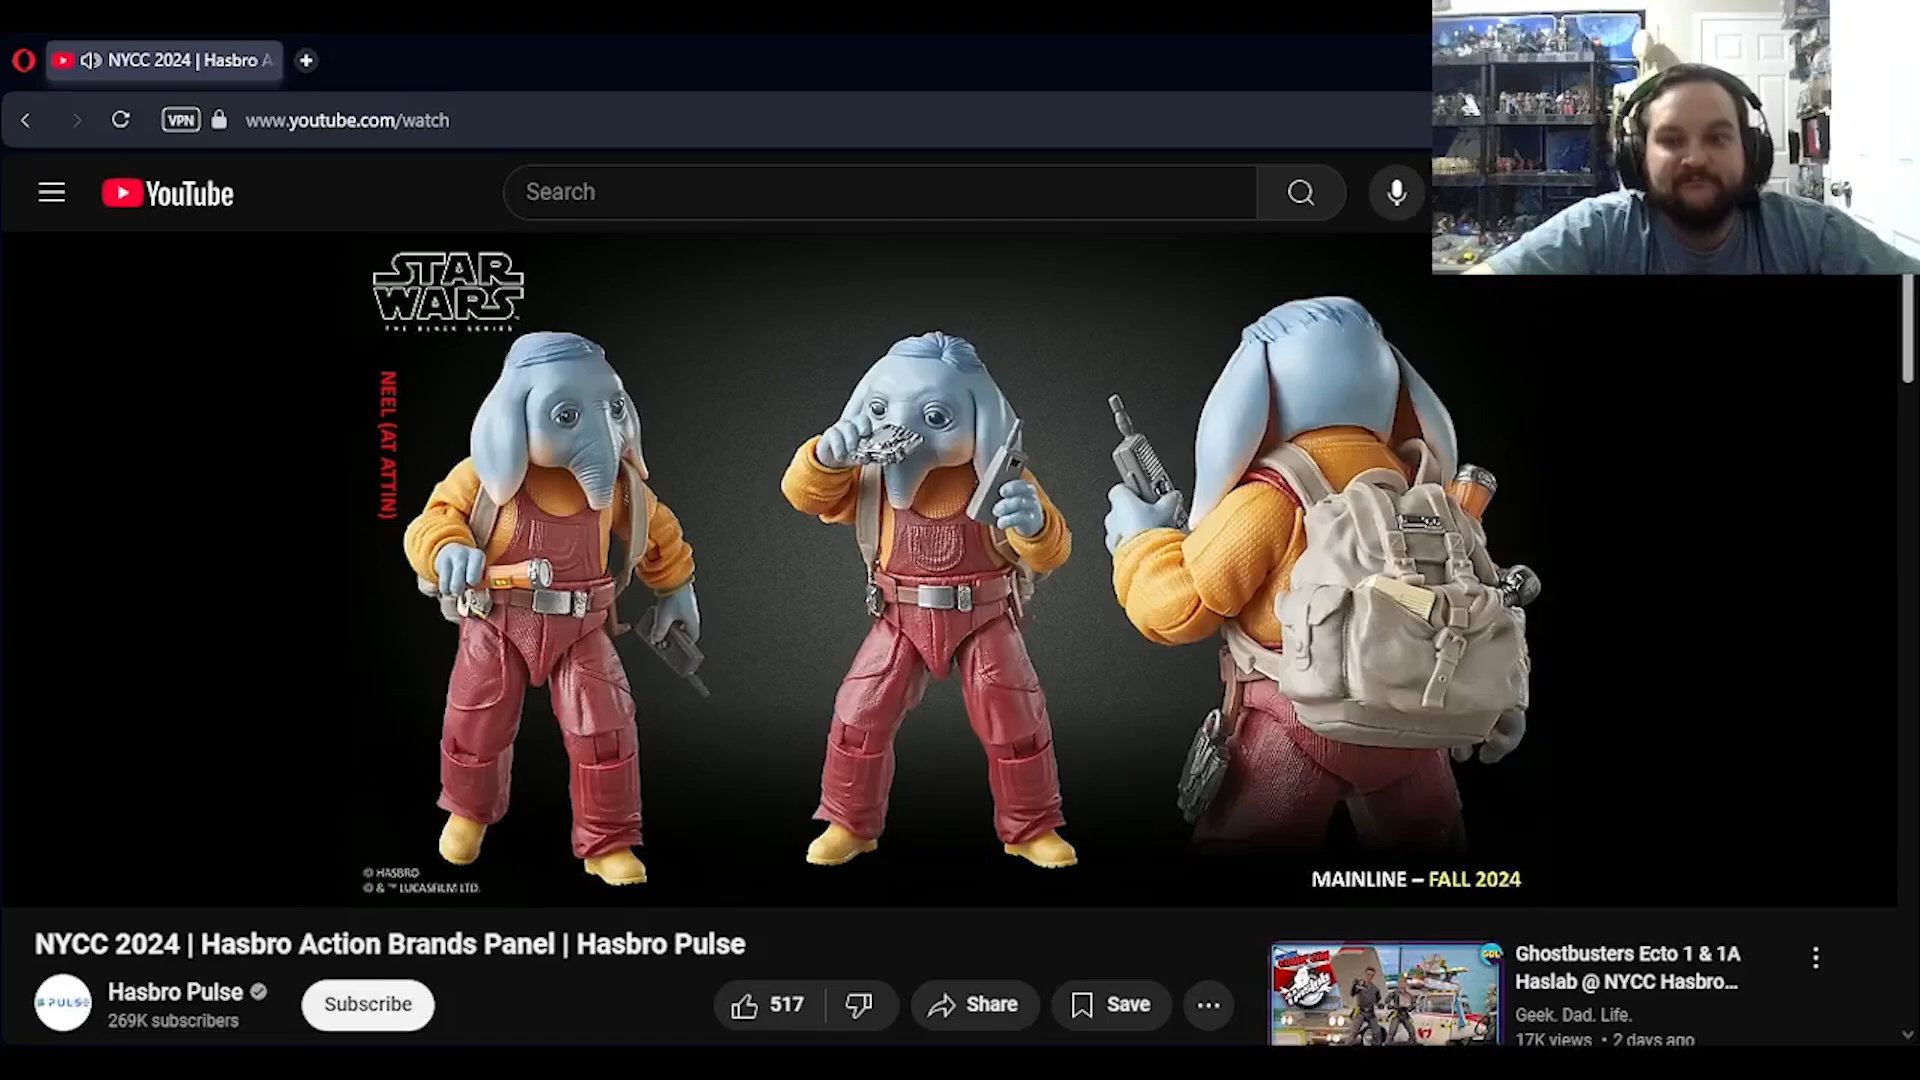 NYCC 2024 | Hasbro A
VPN
www.youtube.com/watch
YouTube
Search
STAR
WARS
THE BLACK SERIES
NEEL (AT ATTIN)
© HASBRO
© & ™ LUCASFILM LTD.
MAINLINE – FALL 2024
NYCC 2024 | Hasbro Action Brands Panel | Hasbro Pulse
PULSE
Hasbro Pulse
269K subscribers
Subscribe
517
Share
Save
GDL
Ghostbusters Ecto 1 & 1A
Haslab @ NYCC Hasbro...
Geek. Dad. Life.
17K views • 2 days ago